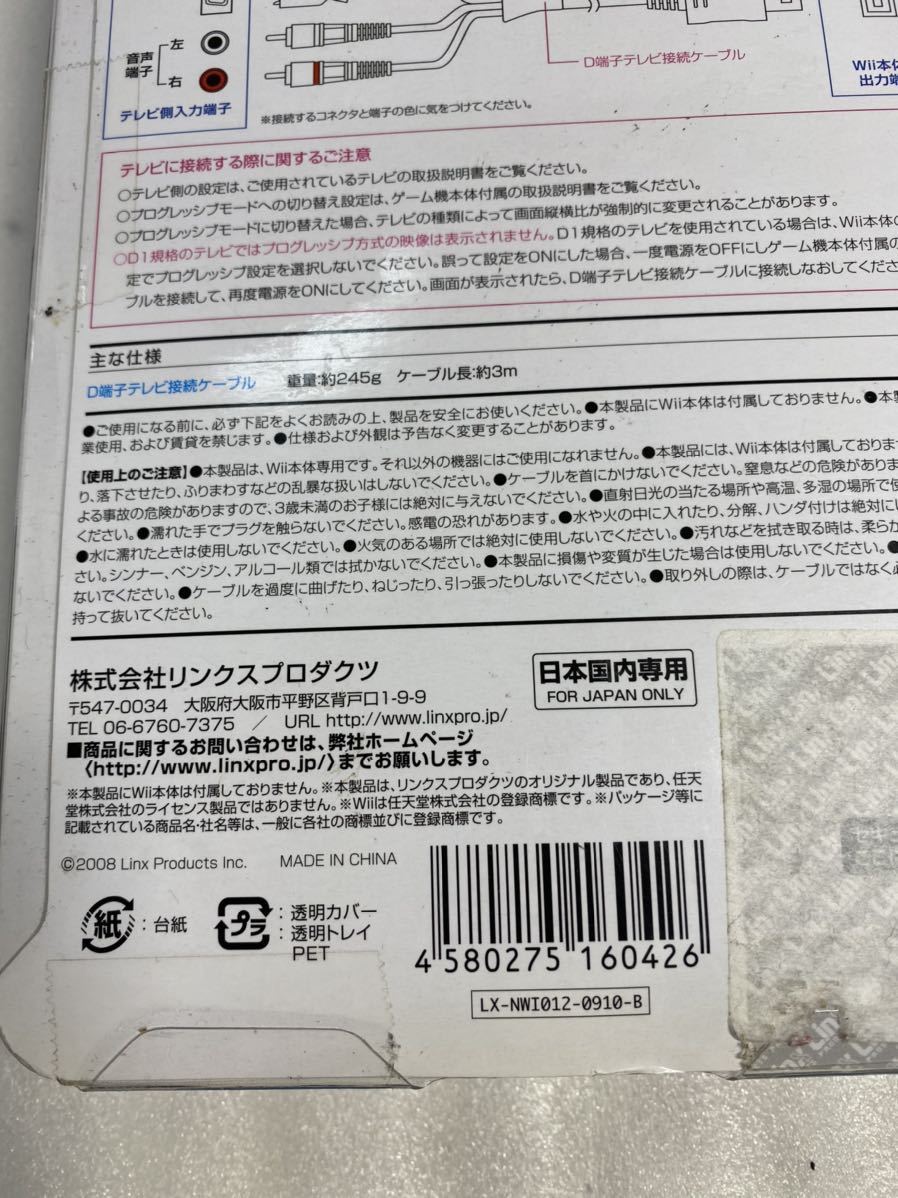 音声
端子
左
右
テレビ側入力端子
D端子テレビ接続ケーブル
Wii本体
出力端
※接続するコネクタと端子の色に気をつけてください。
テレビに接続する際に関するご注意
○テレビ側の設定は、ご使用されているテレビの取扱説明書をご覧ください。
○プログレッシブモードへの切り替え設定は、ゲーム機本体付属の取扱説明書をご覧ください。
○プログレッシブモードに切り替えた場合、テレビの種類によって画面縦横比が強制的に変更されることがあります。
○D1規格のテレビではプログレッシブ方式の映像は表示されません。D1規格のテレビを使用されている場合は、Wii本体の
定でプログレッシブ設定を選択しないでください。誤って設定をONにした場合、一度電源をOFFにしゲーム機本体付属の
ブルを接続して、再度電源をONにしてください。画面が表示されたら、D端子テレビ接続ケーブルに接続しなおしてくださ
主な仕様
D端子テレビ接続ケーブル 重量:約245g ケーブル長:約3m
●ご使用になる前に、必ず下記をよくお読みの上、製品を安全にお使いください。●本製品にWii本体は付属しておりません。●本製
業使用、および賃貸を禁じます。●仕様および外観は予告なく変更することがあります。
【使用上のご注意】●本製品は、Wii本体専用です。それ以外の機器にはご使用になれません。●本製品には、Wii本体は付属しておりませ
り、落下させたり、ふりまわすなどの乱暴な扱いはしないでください。●ケーブルを首にかけないでください。窒息などの危険があり
よる事故の危険がありますので、3歳未満のお子様には絶対に与えないでください。●直射日光の当たる場所や高温、多湿の場所で使
ください。●濡れた手でプラグを触らないでください。感電の恐れがあります。●水や火の中に入れたり、分解、ハンダ付けは絶対に
●水に濡れたときは使用しないでください。●火気のある場所では絶対に使用しないでください。●汚れなどを拭き取る時は、柔らか
さい。シンナー、ベンジン、アルコール類では拭かないでください。●本製品に損傷や変質が生じた場合は使用しないでください。●
ないでください。●ケーブルを過度に曲げたり、ねじったり、引っ張ったりしないでください。●取り外しの際は、ケーブルではなく必
持って抜いてください。
株式会社リンクスプロダクツ
〒547-0034 大阪府大阪市平野区背戸口1-9-9
TEL 06-6760-7375 / URL http://www.linxpro.jp/
■商品に関するお問い合わせは、弊社ホームページ
〈http://www.linxpro.jp/〉までお願いします。
日本国内専用
FOR JAPAN ONLY
※本製品にWii本体は付属しておりません。※本製品は、リンクスプロダクツのオリジナル製品であり、任天
堂株式会社のライセンス製品ではありません。※Wiiは任天堂株式会社の登録商標です。※パッケージ等に
記載されている商品名・社名等は、一般に各社の商標並びに登録商標です。
©2008 Linx Products Inc. MADE IN CHINA
紙 :台紙
プラ :透明カバー
:透明トレイ
PET
4 580275 160426
LX-NWI012-0910-B